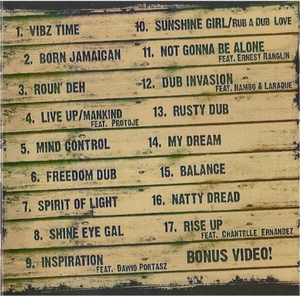 1. VIBZ TIME
2. BORN JAMAICAN
3. ROUN' DEH
4. LIVE UP/MANKIND
FEAT. PROTOJE
5. MIND CONTROL
6. FREEDOM DUB
7. SPIRIT OF LIGHT
8. SHINE EYE GAL
9. INSPIRATION
FEAT. DAWID PORTASZ
10. SUNSHINE GIRL/RUB A DUB LOVE
11. NOT GONNA BE ALONE
FEAT. ERNEST RANGLIN
12. DUB INVASION
FEAT. MAMBO & LARAQUE
13. RUSTY DUB
14. MY DREAM
15. BALANCE
16. NATTY DREAD
17. RISE UP
FEAT. CHANTELLE ERNANDEZ
BONUS VIDEO!